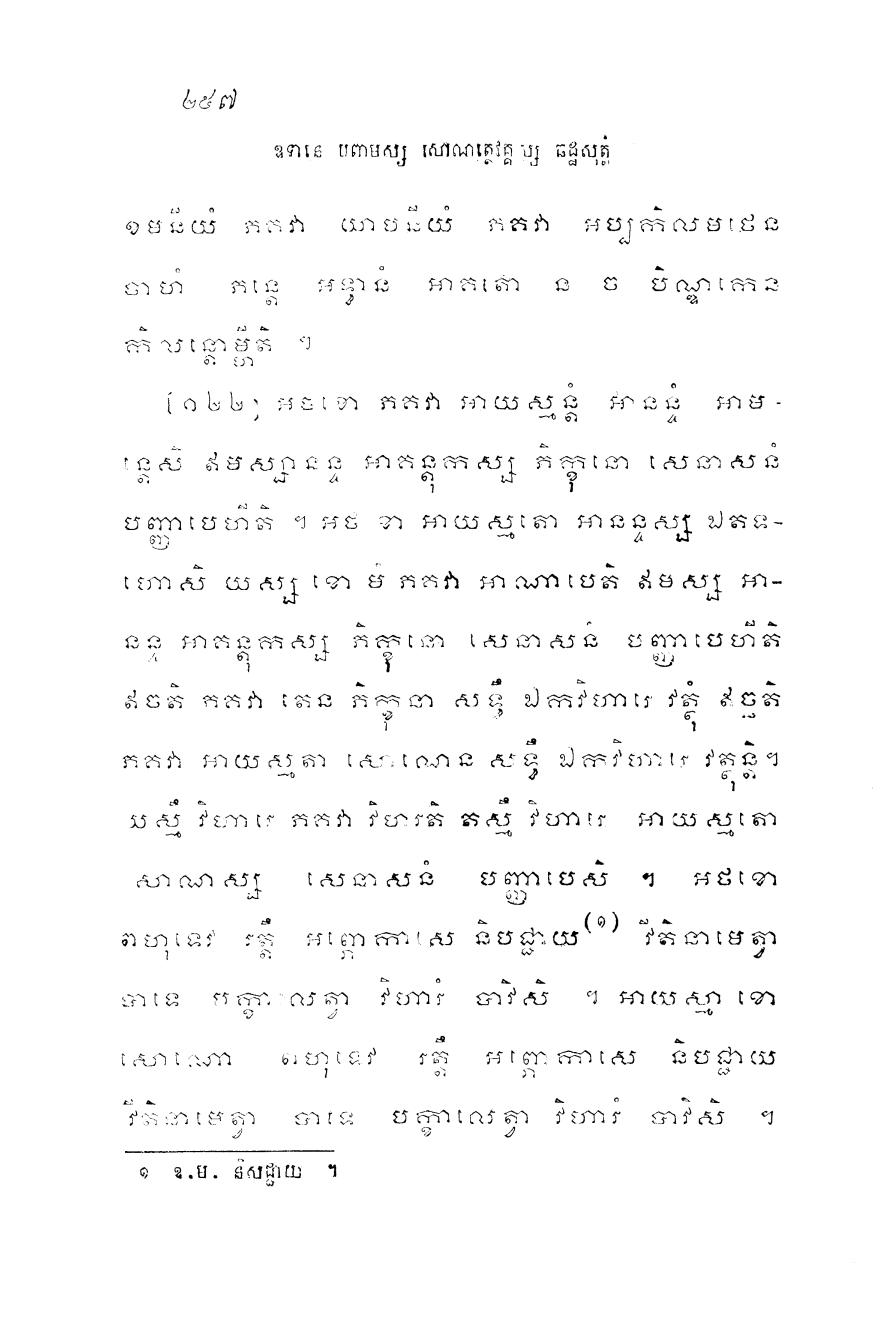 ២៥៧
ឧទានេ បញ្ចមស្ស សោណត្ថេវគ្គស្ស ឆដ្ឋសុត្តំ
ខមនីយំ ភគវា យាបនីយំ ភគវា អប្បកិលមថេន
ចាហំ ភន្តេ អទ្ធានំ អាគតោ ន ច បិណ្ឌកេន
កិលន្តោម្ហីតិ ។
(១២២) អថខោ ភគវា អាយស្មន្តំ អានន្ទំ អាម-
ន្តេសិ ឥមស្សានន្ទ អាគន្តុកស្ស ភិក្ខុនោ សេនាសនំ
បញ្ញាបេហីតិ ។ អថ ខោ អាយស្មតោ អានន្ទស្ស ឯតទ-
ហោសិ យស្ស ខោ មំ ភគវា អាណាបេតិ ឥមស្ស អា-
នន្ទ អាគន្តុកស្ស ភិក្ខុនោ សេនាសនំ បញ្ញាបេហីតិ
ឥច្ឆតិ ភគវា តេន ភិក្ខុនា សទ្ធឹ ឯកវិហារេ វត្ថុំ ឥច្ឆតិ
ភគវា អាយស្មតា សោណេន សទ្ធឹ ឯកវិហារេ វត្ថុន្តិ។
យស្មឹ វិហារេ ភគវា វិហរតិ តស្មឹ វិហារេ អាយស្មតោ
សោណស្ស សេនាសនំ បញ្ញាបេសិ ។ អថខោ
ពហុទេវ រត្តឹ អព្ភោកាសេ និបជ្ជាយ(១) វីតិនាមេត្វា
បាទេ បក្ខាលេត្វា វិហារំ បាវិសិ ។ អាយស្មា ខោ
សោណោ ពហុទេវ រត្តឹ អព្ភោកាសេ និបជ្ជាយ
វីតិនាមេត្វា បាទេ បក្ខាលេត្វា វិហារំ បាវិសិ ។
១ ឧ.ម. និសជ្ជាយ ។